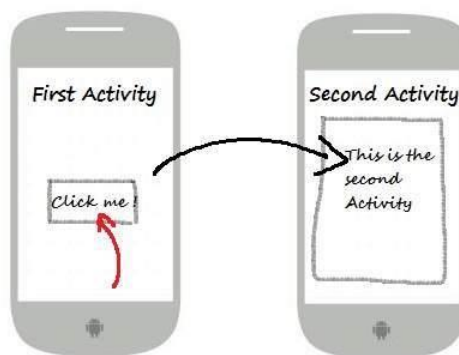 First Activity
Click me !
Second Activity
This is the
second
Activity